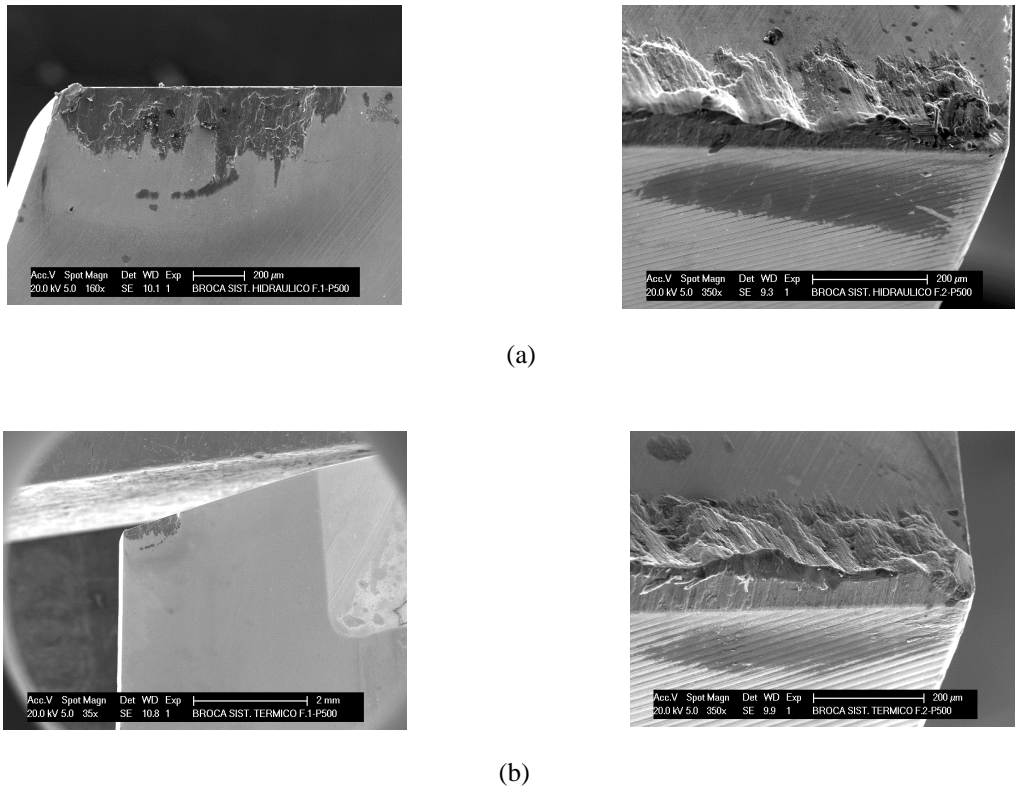 Acc.V Spot Magn Det WD Exp 200 µm
20.0 kV 5.0 160x SE 10.1 1 BROCA SIST. HIDRAULICO F.1-P500
Acc.V Spot Magn Det WD Exp 200 µm
20.0 kV 5.0 350x SE 9.3 1 BROCA SIST. HIDRAULICO F.2-P500
(a)
Acc.V Spot Magn Det WD Exp 2 mm
20.0 kV 5.0 35x SE 10.8 1 BROCA SIST. TERMICO F.1-P500
Acc.V Spot Magn Det WD Exp 200 µm
20.0 kV 5.0 350x SE 9.9 1 BROCA SIST. TERMICO F.2-P500
(b)